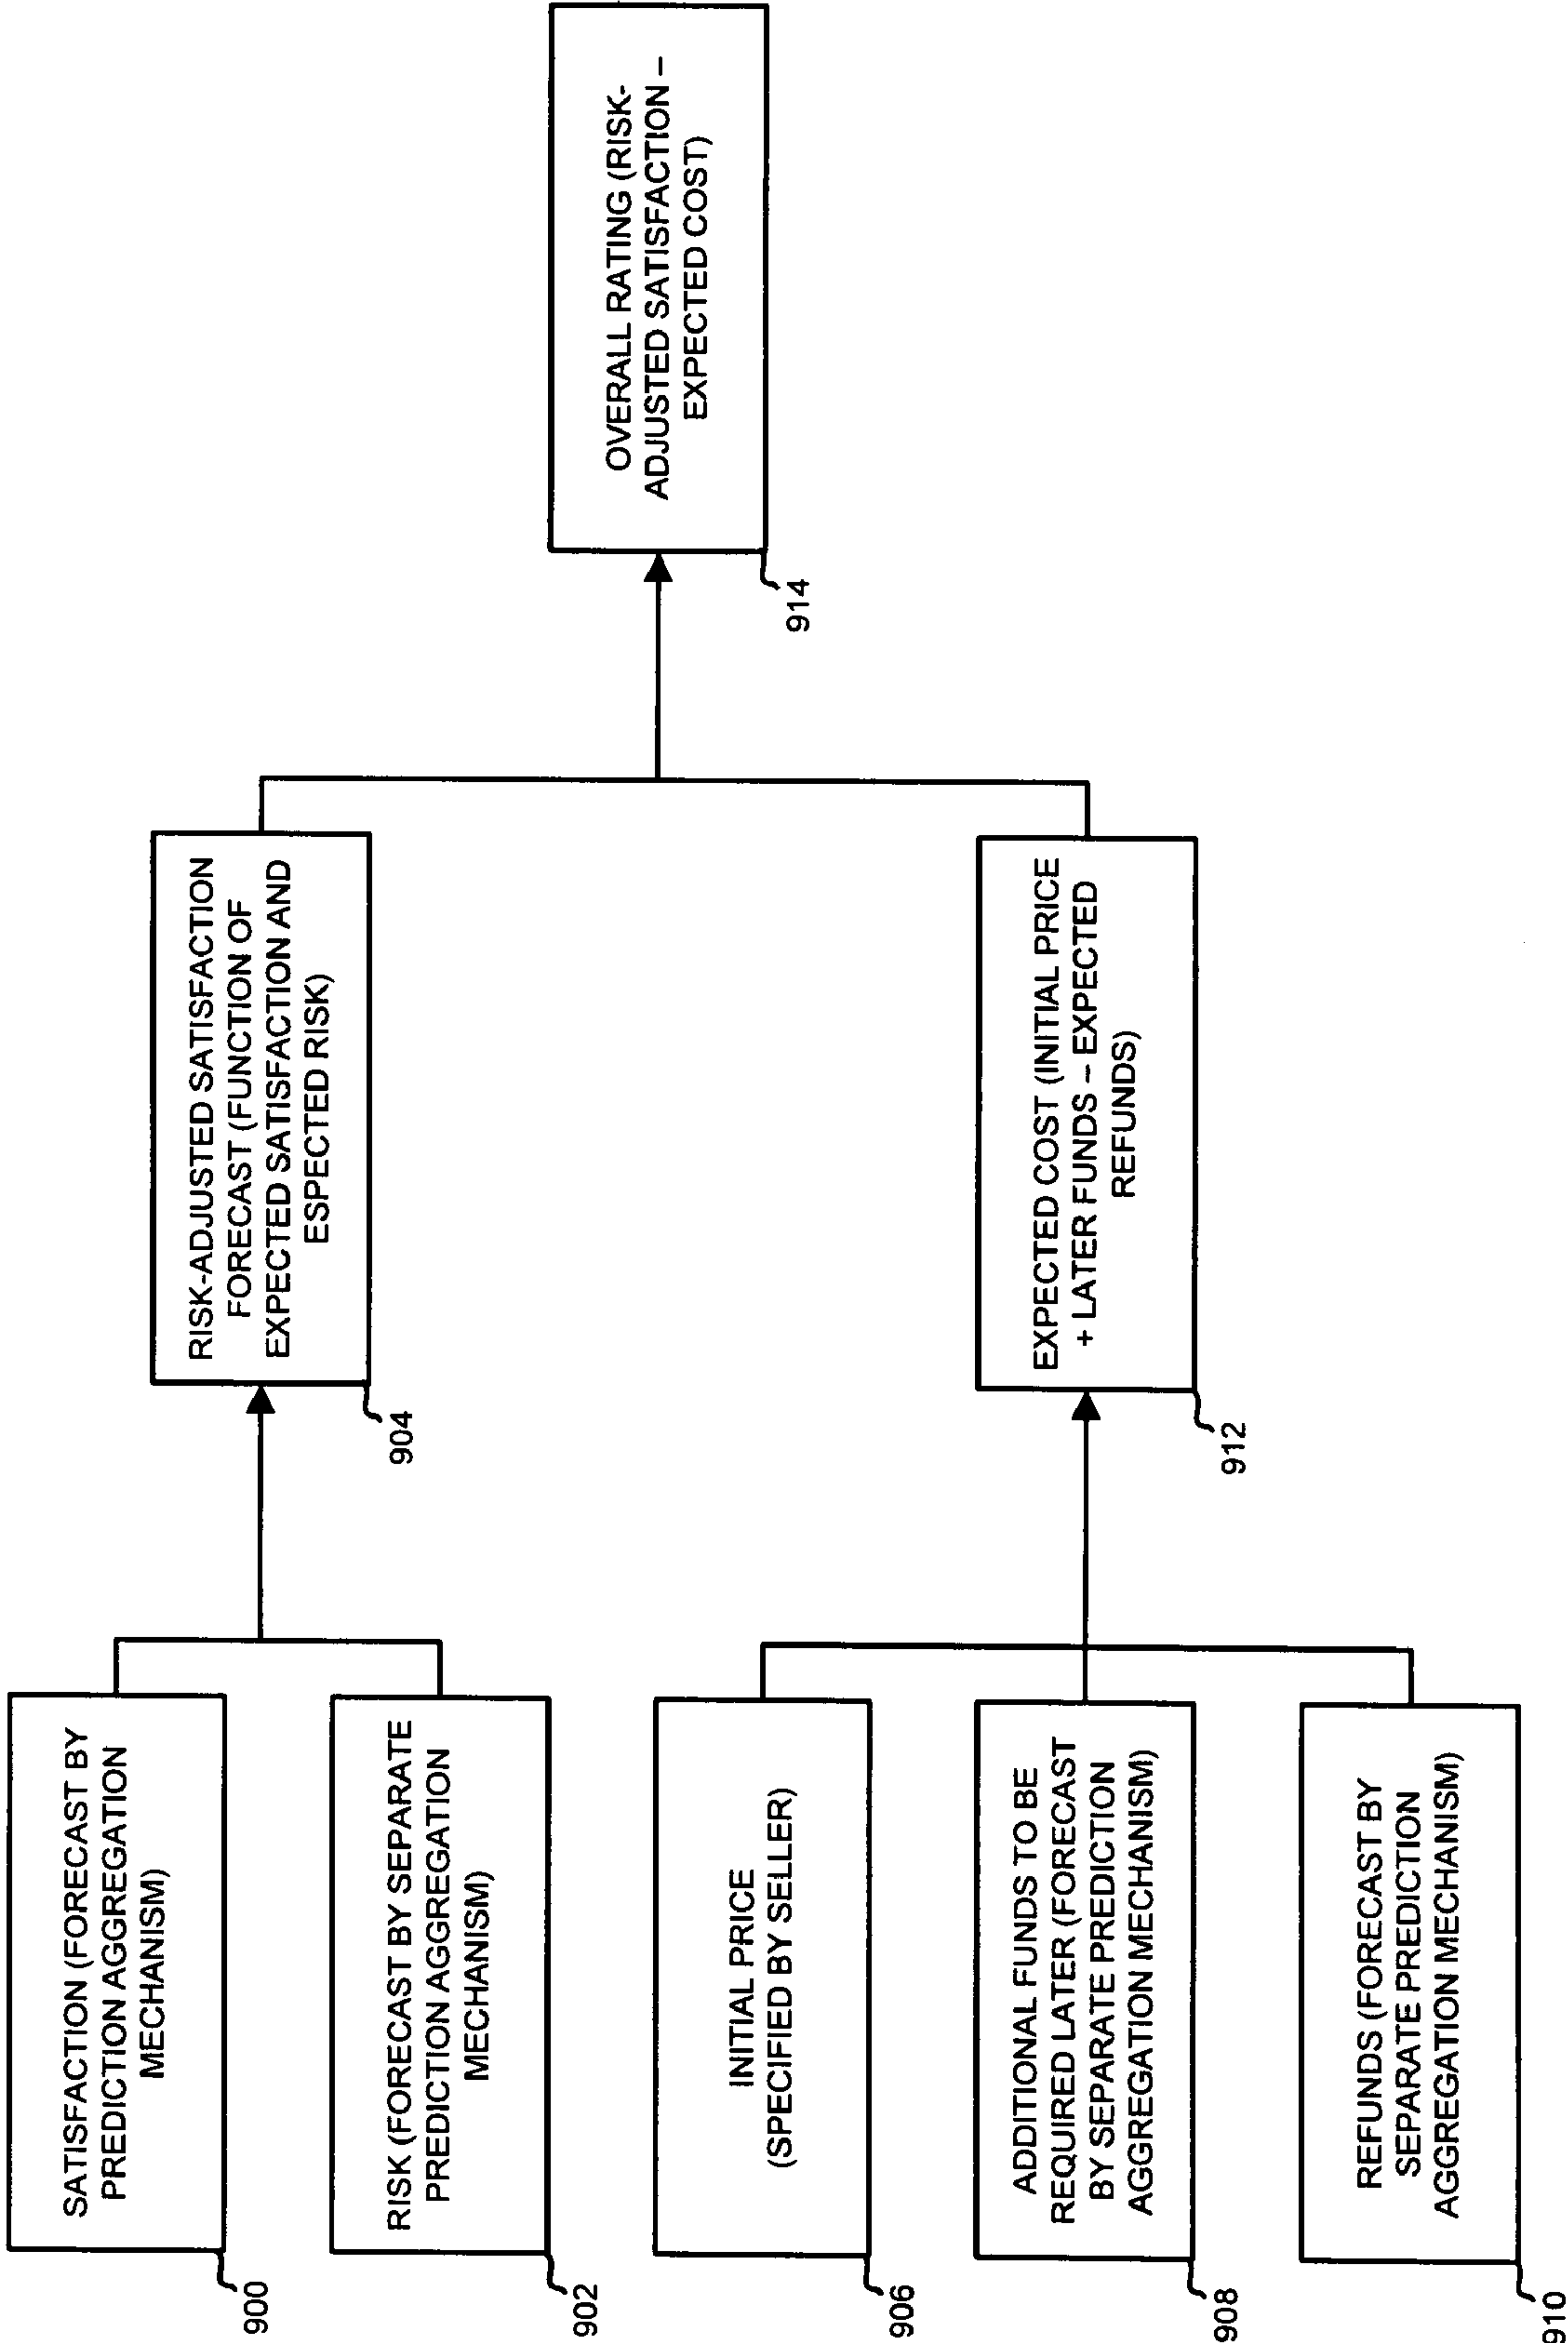 SATISFACTION (FORECAST BY
PREDICTION AGGREGATION
MECHANISM)
900
RISK (FORECAST BY SEPARATE
PREDICTION AGGREGATION
MECHANISM)
902
RISK-ADJUSTED SATISFACTION
FORECAST (FUNCTION OF
EXPECTED SATISFACTION AND
ESPECTED RISK)
904
INITIAL PRICE
(SPECIFIED BY SELLER)
906
ADDITIONAL FUNDS TO BE
REQUIRED LATER (FORECAST
BY SEPARATE PREDICTION
AGGREGATION MECHANISM)
908
REFUNDS (FORECAST BY
SEPARATE PREDICTION
AGGREGATION MECHANISM)
910
EXPECTED COST (INITIAL PRICE
+ LATER FUNDS – EXPECTED
REFUNDS)
912
OVERALL RATING (RISK-
ADJUSTED SATISFACTION –
EXPECTED COST)
914